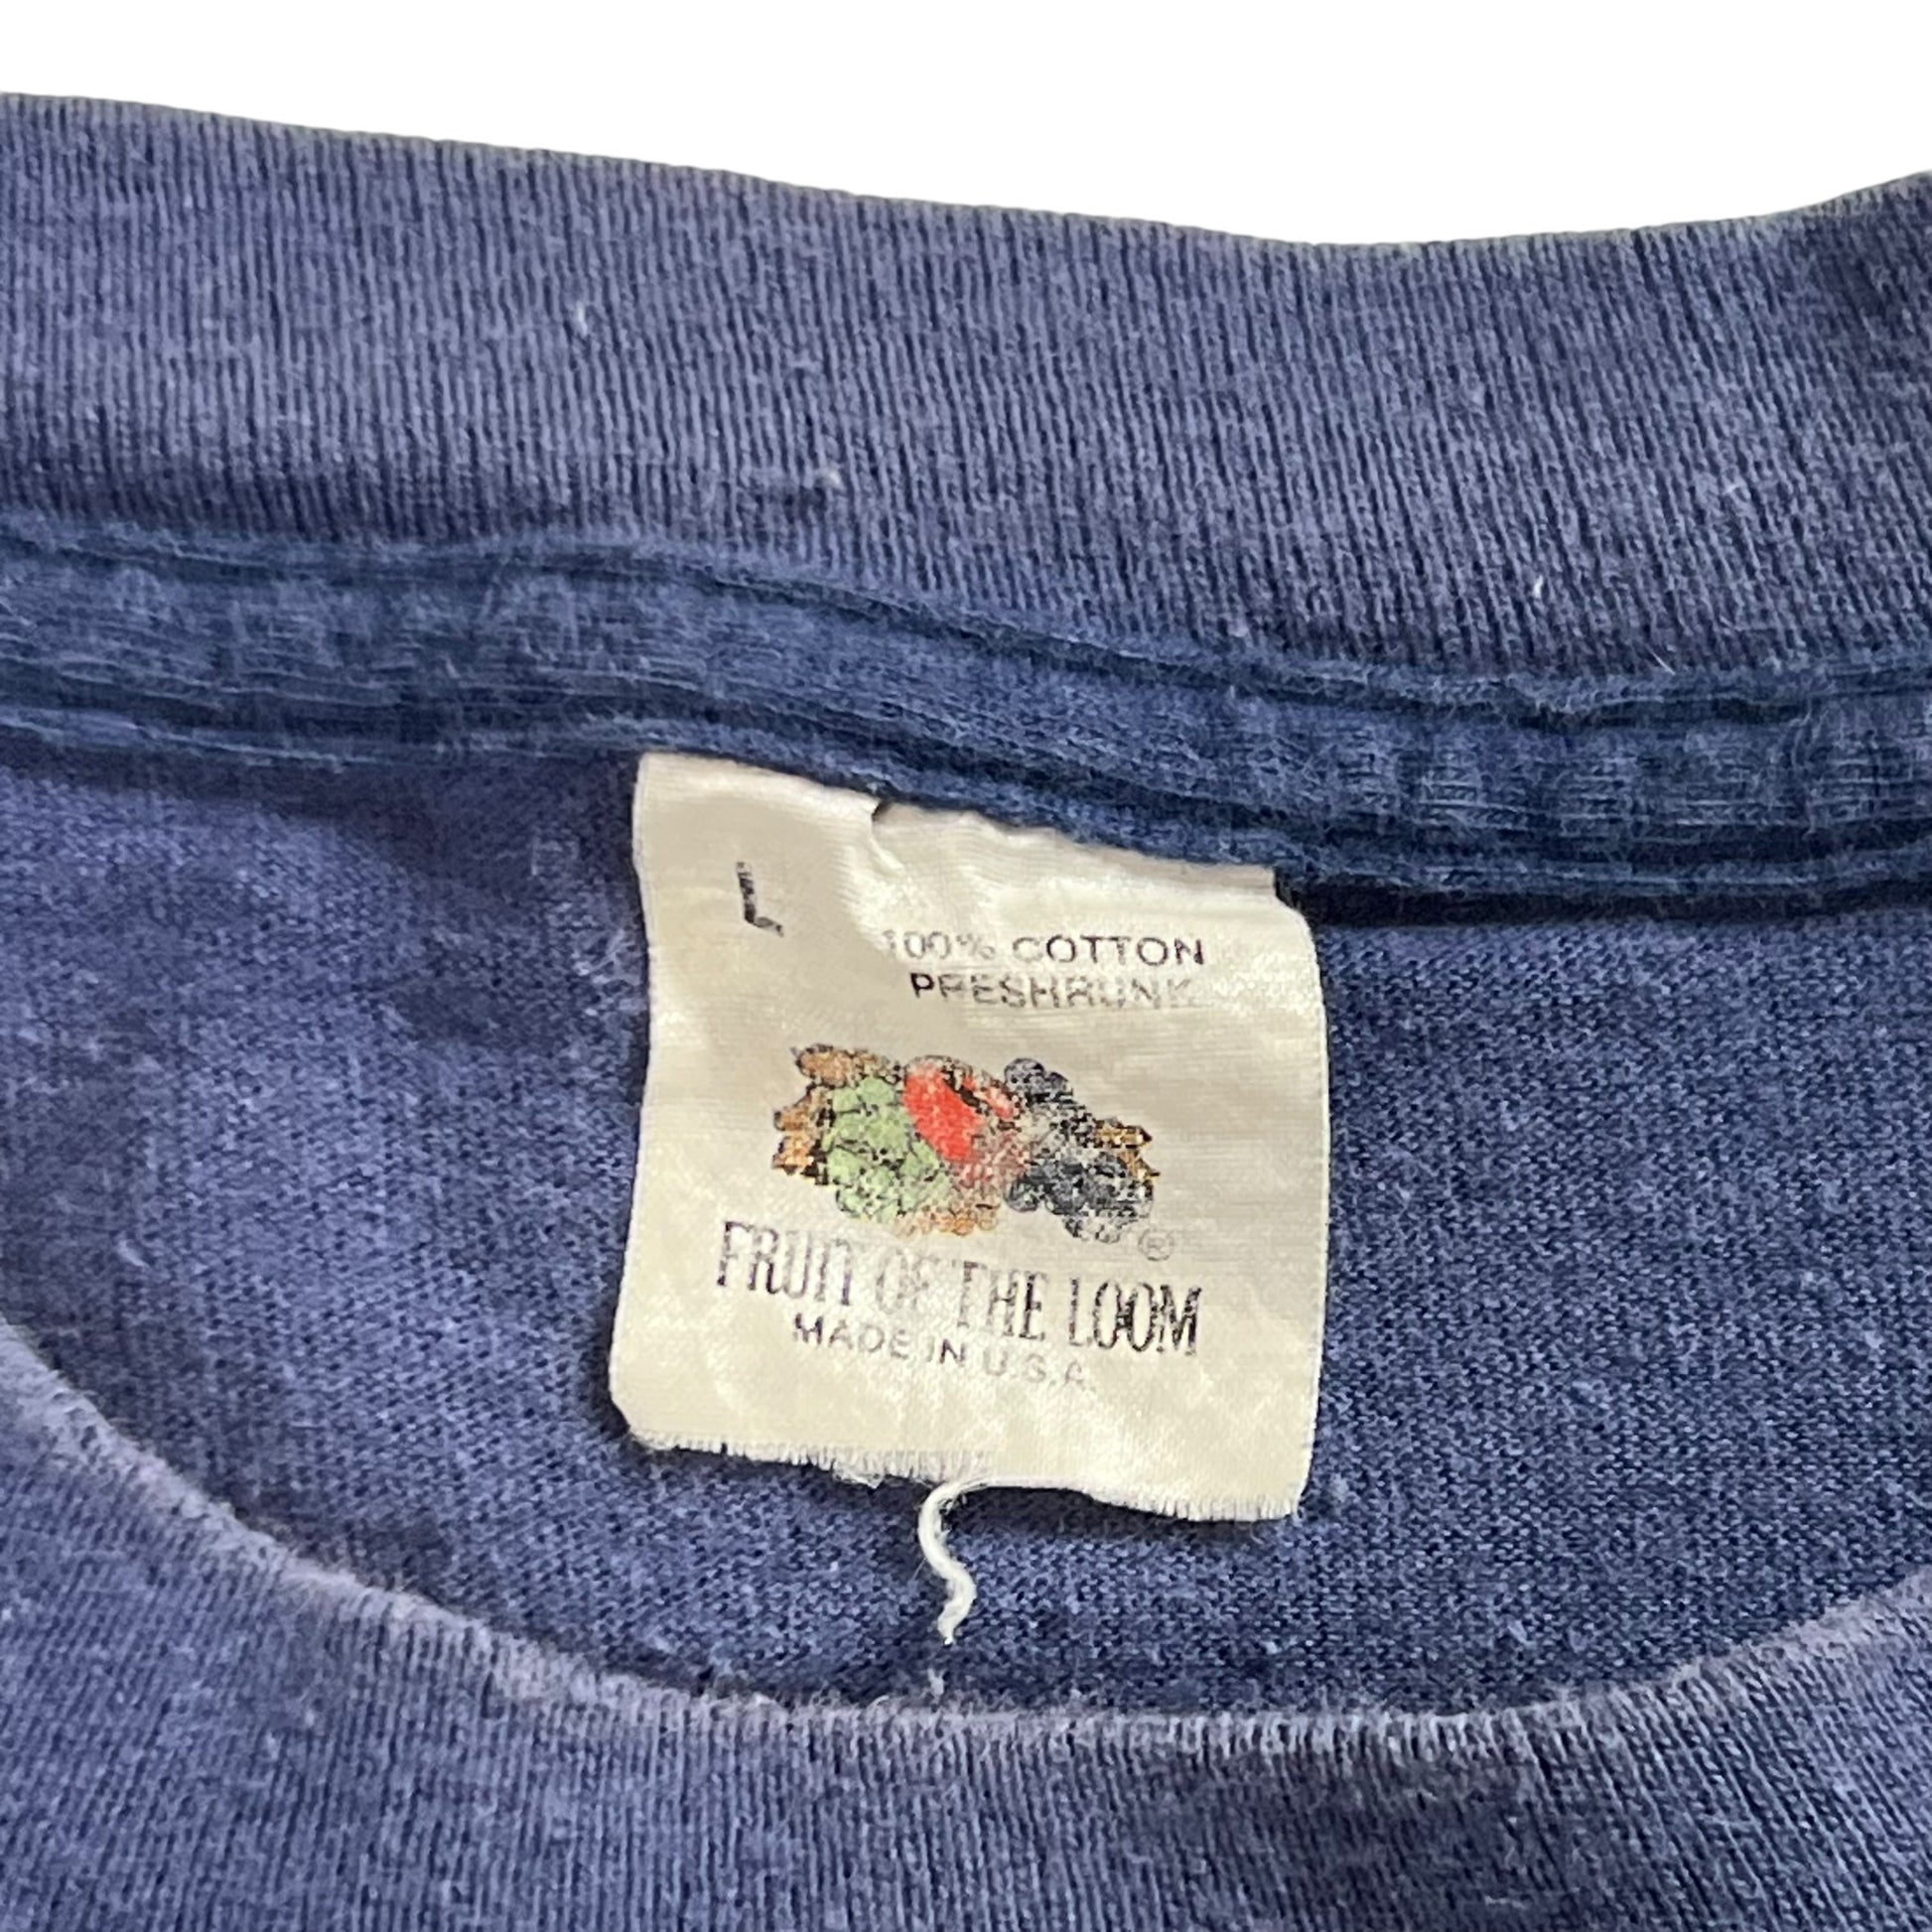 L
100% COTTON
PRESHRUNK
®
FRUIT OF THE LOOM
MADE IN U.S.A.